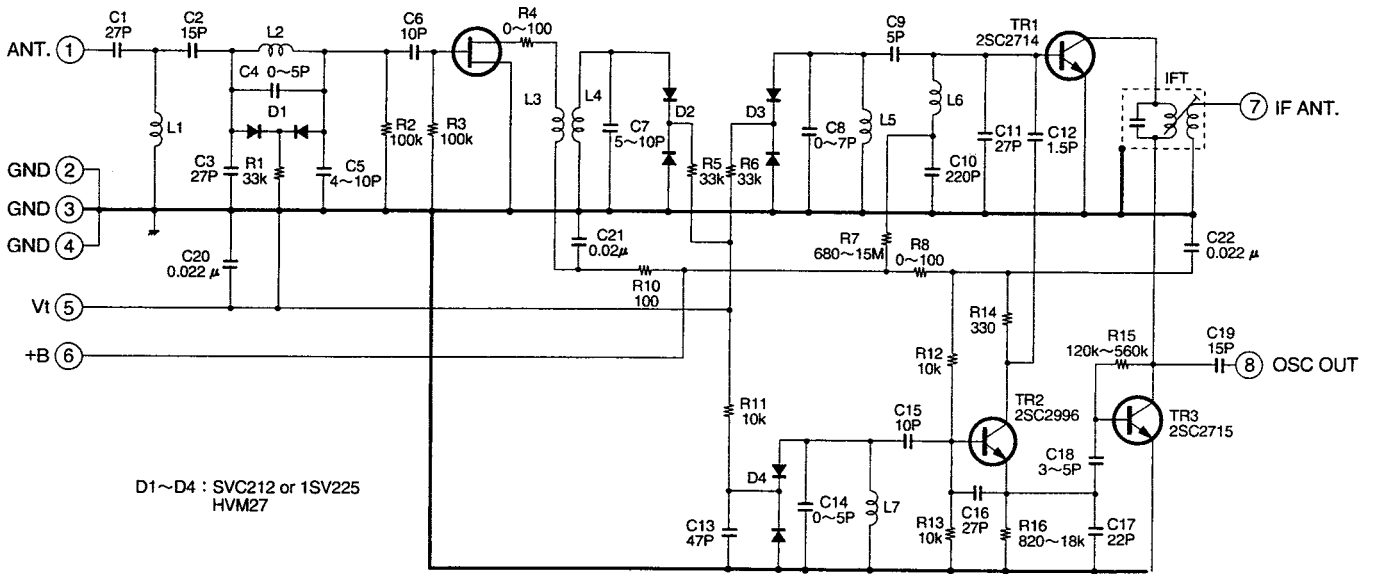 ANT. 1
C1
27P
C2
15P
L2
C4 0~5P
D1
L1
C3
27P
R1
33k
C5
4~10P
R2
100k
C6
10P
R3
100k
R4
0~100
L3
L4
C7
5~10P
D2
R5
33k
D3
R6
33k
C8
0~7P
L5
C9
5P
L6
C10
220P
C11
27P
C12
1.5P
TR1
2SC2714
IFT
7 IF ANT.
GND 2
GND 3
GND 4
C20
0.022 µ
C21
0.02µ
R7
680~15M
R8
0~100
C22
0.022 µ
R10
100
Vt 5
+B 6
R14
330
R12
10k
R15
120k~560k
C19
15P
8 OSC OUT
R11
10k
C15
10P
TR2
2SC2996
TR3
2SC2715
C18
3~5P
D4
C14
0~5P
L7
C13
47P
R13
10k
C16
27P
R16
820~18k
C17
22P
D1~D4 : SVC212 or 1SV225
HVM27